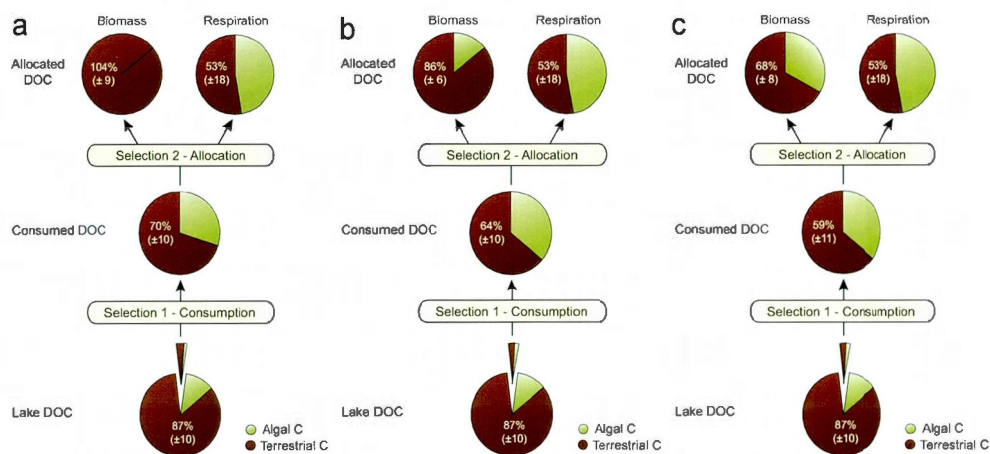 a
Biomass
Respiration
Allocated
DOC
104%
(± 9)
53%
(±18)
Selection 2 - Allocation
Consumed DOC
70%
(±10)
Selection 1 - Consumption
Lake DOC
87%
(±10)
Algal C
Terrestrial C
b
Biomass
Respiration
Allocated
DOC
86%
(± 6)
53%
(±18)
Selection 2 - Allocation
Consumed DOC
64%
(±10)
Selection 1 - Consumption
Lake DOC
87%
(±10)
Algal C
Terrestrial C
c
Biomass
Respiration
Allocated
DOC
68%
(± 8)
53%
(±18)
Selection 2 - Allocation
Consumed DOC
59%
(±11)
Selection 1 - Consumption
Lake DOC
87%
(±10)
Algal C
Terrestrial C